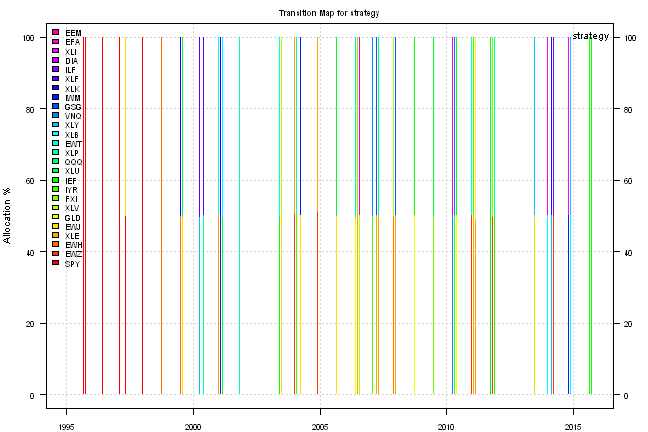 Transition Map for strategy
strategy
100
80
60
40
20
0
Allocation %
EEM
EFA
XLI
DIA
ILF
XLF
XLK
IWM
GSG
VNQ
XLY
XLB
EWT
XLP
QQQ
XLU
IEF
IYR
FXI
XLV
GLD
EWJ
XLE
EWH
EWZ
SPY
100
80
60
40
20
0
1995
2000
2005
2010
2015